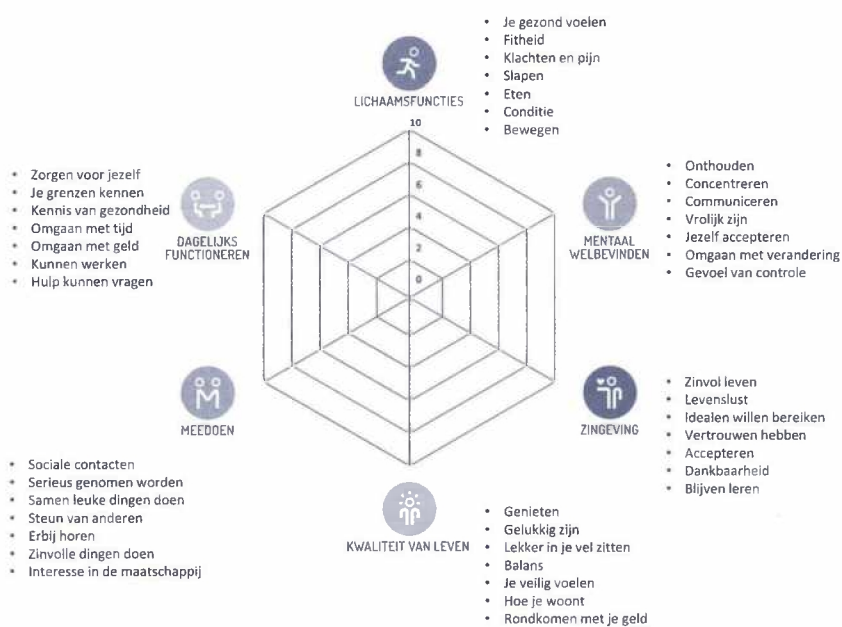 LICHAAMSFUNCTIES
• Je gezond voelen
• Fitheid
• Klachten en pijn
• Slapen
• Eten
• Conditie
• Bewegen
10
8
6
4
2
0
MENTAAL
WELBEVINDEN
• Onthouden
• Concentreren
• Communiceren
• Vrolijk zijn
• Jezelf accepteren
• Omgaan met verandering
• Gevoel van controle
ZINGEVING
• Zinvol leven
• Levenslust
• Idealen willen bereiken
• Vertrouwen hebben
• Accepteren
• Dankbaarheid
• Blijven leren
KWALITEIT VAN LEVEN
• Genieten
• Gelukkig zijn
• Lekker in je vel zitten
• Balans
• Je veilig voelen
• Hoe je woont
• Rondkomen met je geld
MEEDOEN
• Sociale contacten
• Serieus genomen worden
• Samen leuke dingen doen
• Steun van anderen
• Erbij horen
• Zinvolle dingen doen
• Interesse in de maatschappij
DAGELIJKS
FUNCTIONEREN
• Zorgen voor jezelf
• Je grenzen kennen
• Kennis van gezondheid
• Omgaan met tijd
• Omgaan met geld
• Kunnen werken
• Hulp kunnen vragen